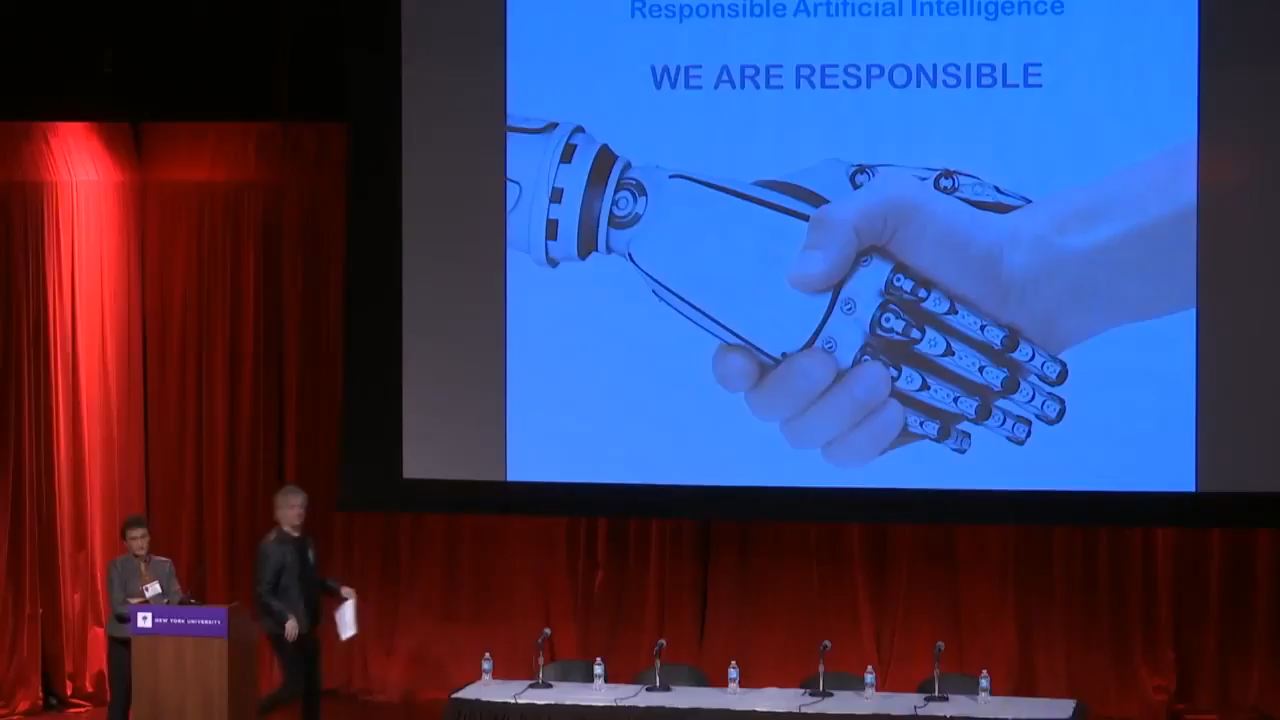 Responsible Artificial Intelligence
WE ARE RESPONSIBLE
NEW YORK UNIVERSITY